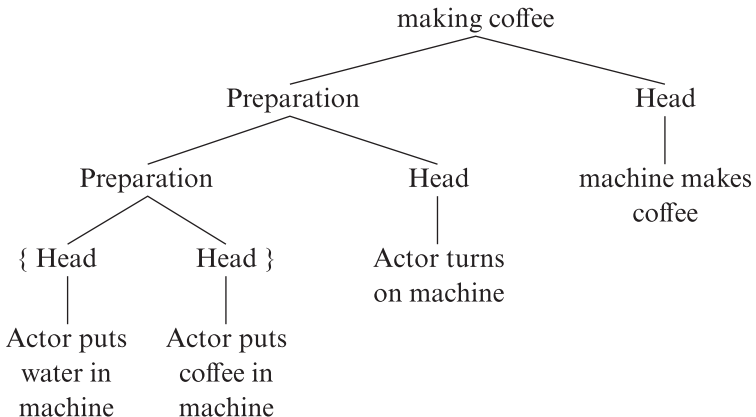 making coffee
Preparation
Head
Preparation
Head
machine makes
coffee
{ Head
Head }
Actor turns
on machine
Actor puts
water in
machine
Actor puts
coffee in
machine